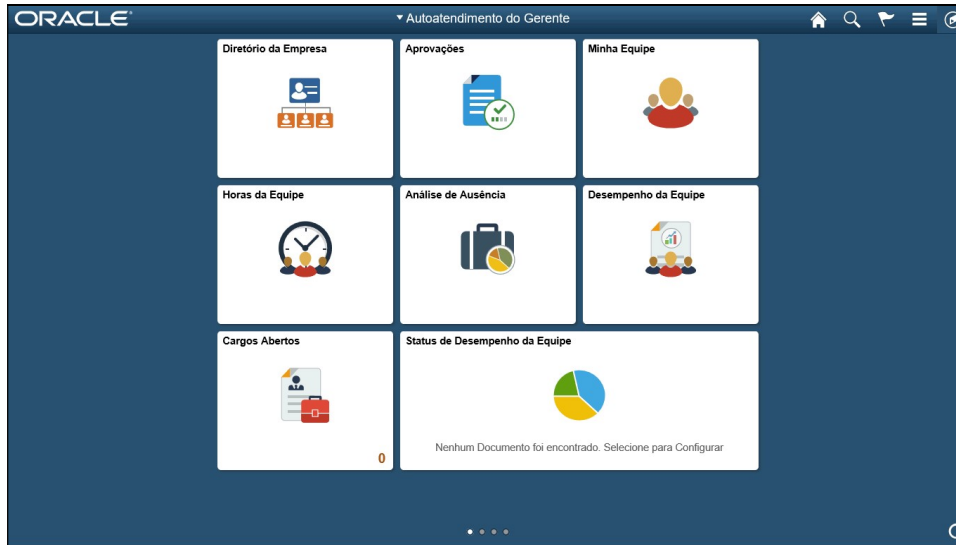 ORACLE
Autoatendimento do Gerente
Diretório da Empresa
Aprovações
Minha Equipe
Horas da Equipe
Análise de Ausência
Desempenho da Equipe
Cargos Abertos
0
Status de Desempenho da Equipe
Nenhum Documento foi encontrado. Selecione para Configurar